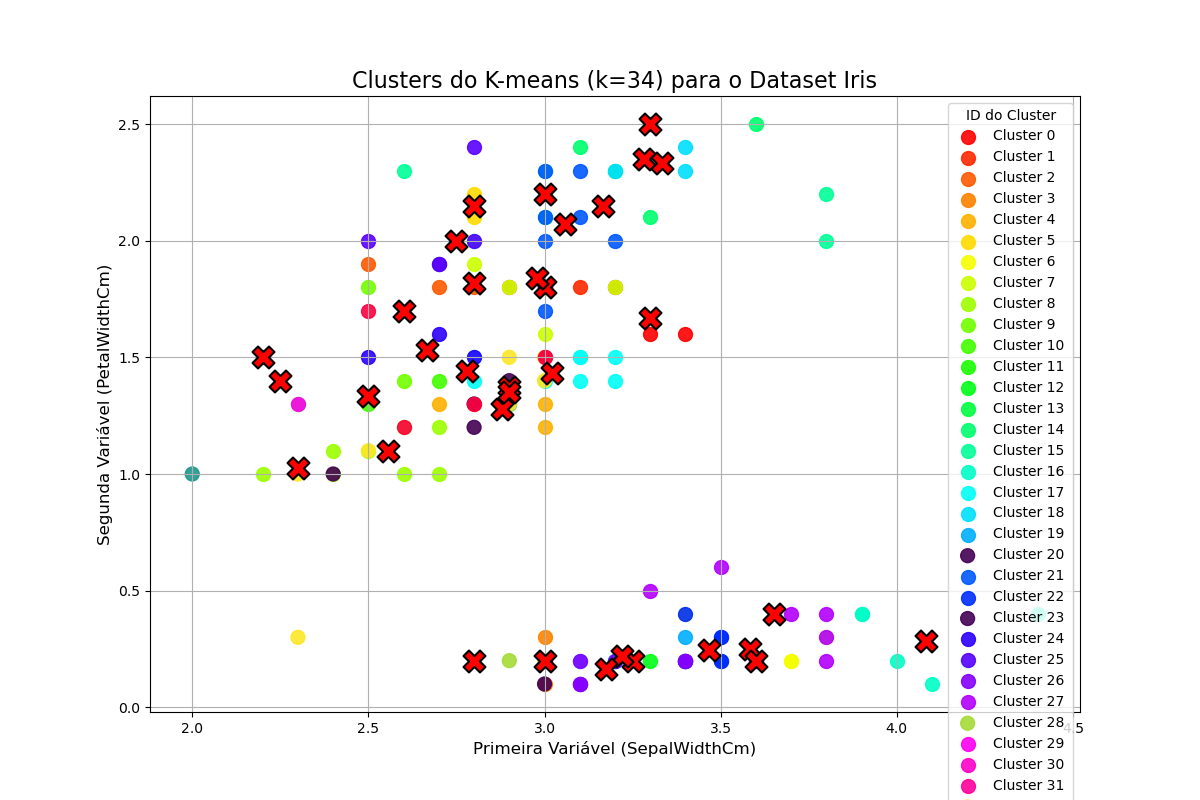 Clusters do K-means (k=34) para o Dataset Iris
2.5
2.0
1.5
1.0
0.5
0.0
Segunda Variável (PetalWidthCm)
2.0
2.5
3.0
3.5
4.0
4.5
Primeira Variável (SepalWidthCm)
ID do Cluster
Cluster 0
Cluster 1
Cluster 2
Cluster 3
Cluster 4
Cluster 5
Cluster 6
Cluster 7
Cluster 8
Cluster 9
Cluster 10
Cluster 11
Cluster 12
Cluster 13
Cluster 14
Cluster 15
Cluster 16
Cluster 17
Cluster 18
Cluster 19
Cluster 20
Cluster 21
Cluster 22
Cluster 23
Cluster 24
Cluster 25
Cluster 26
Cluster 27
Cluster 28
Cluster 29
Cluster 30
Cluster 31